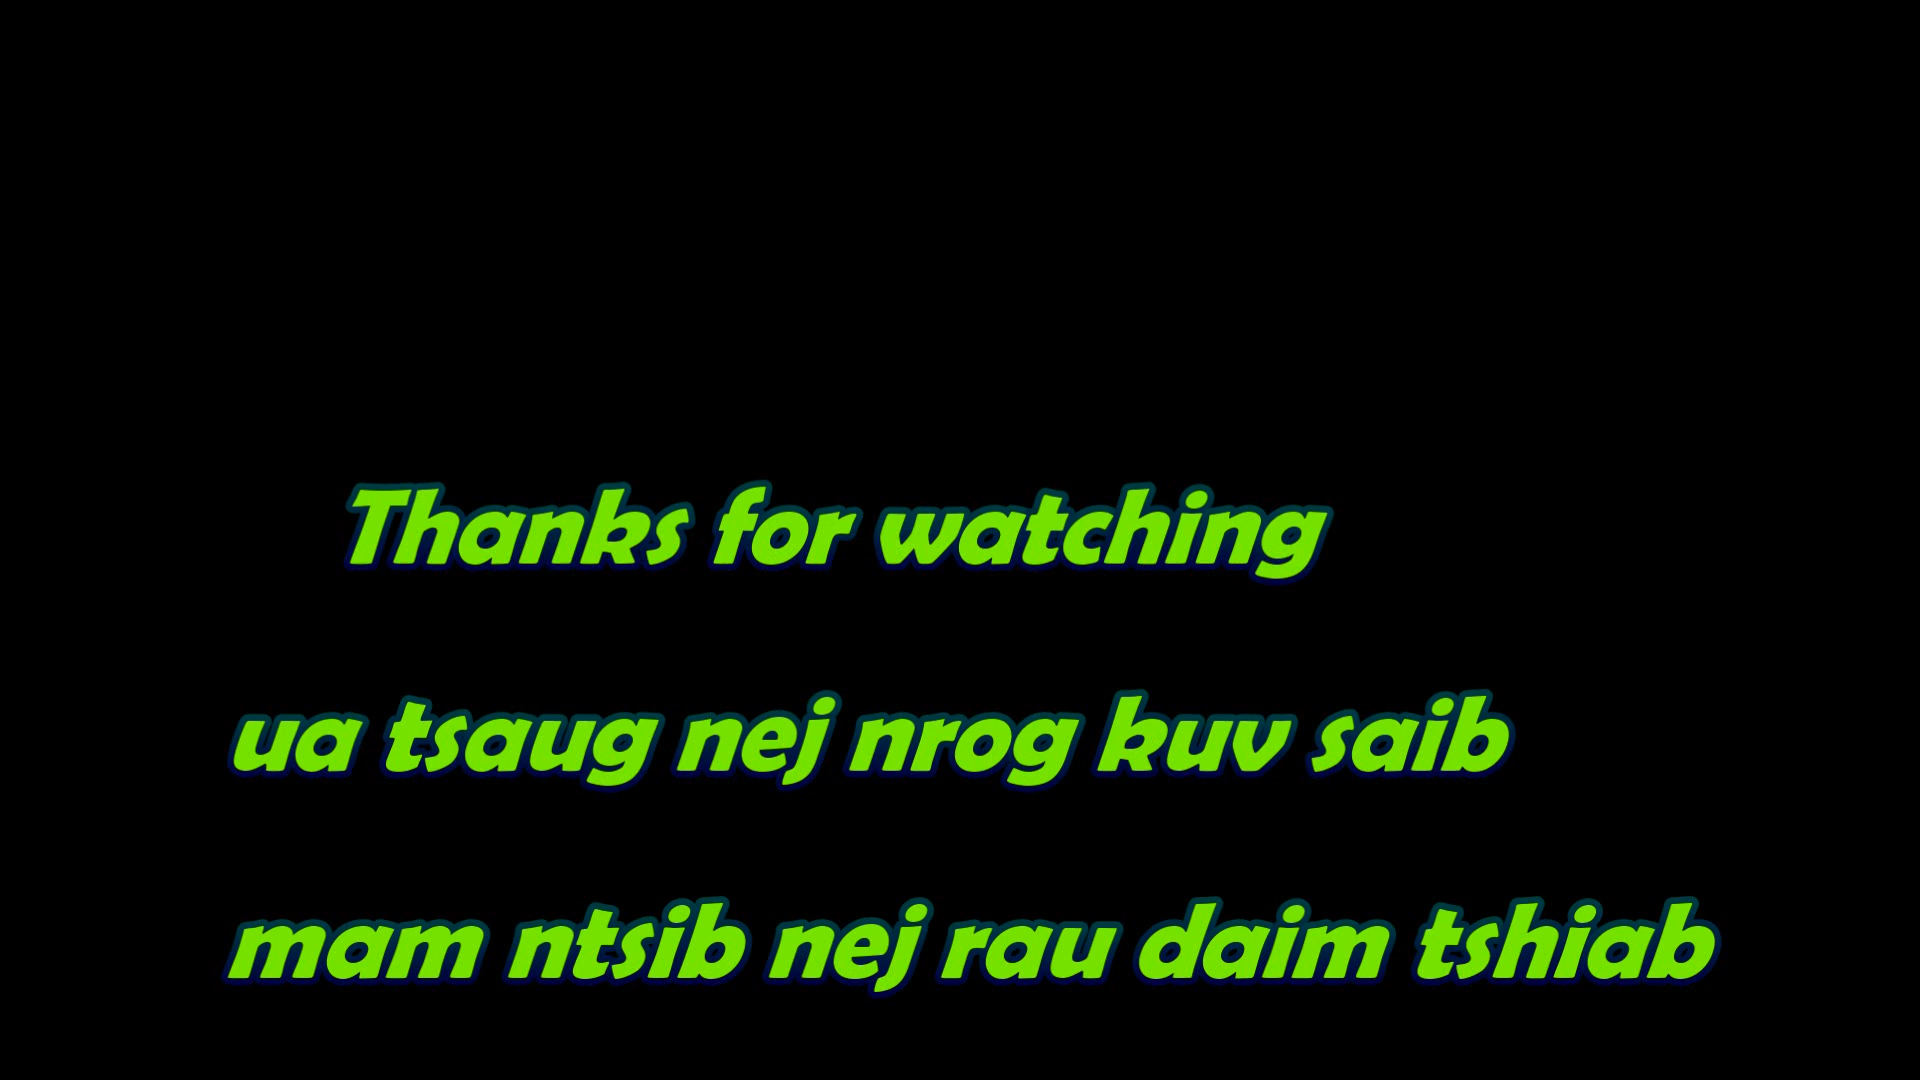 Thanks for watching
ua tsaug nej nrog kuv saib
mam ntsib nej rau daim tshiab